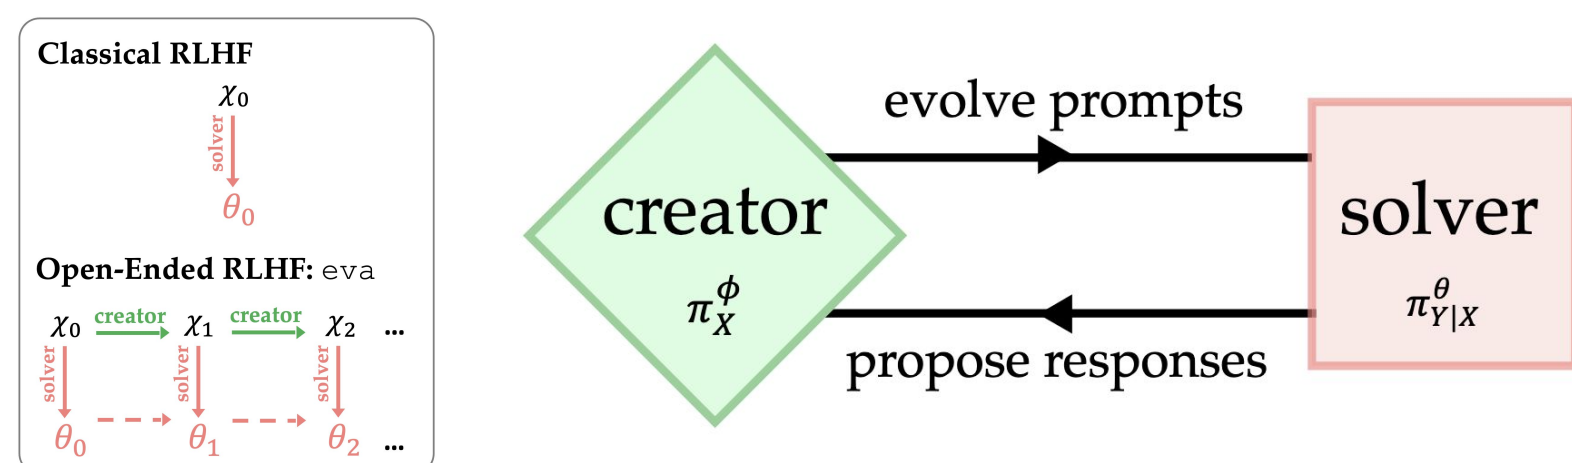 Classical RLHF
χ₀
solver
θ₀
Open-Ended RLHF: eva
χ₀ creator χ₁ creator χ₂ ...
solver solver solver
θ₀ θ₁ θ₂ ...
evolve prompts
creator
π_X^ϕ
solver
π_{Y|X}^θ
propose responses